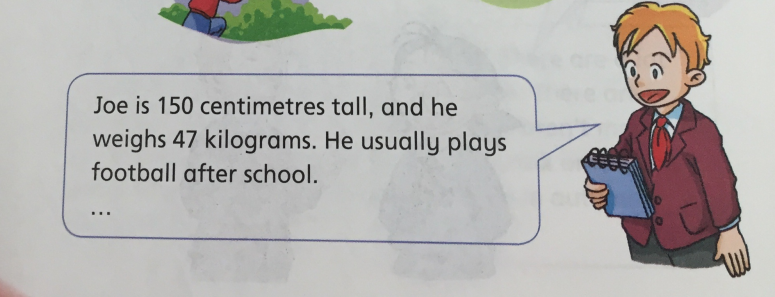 Joe is 150 centimetres tall, and he
weighs 47 kilograms. He usually plays
football after school.
...